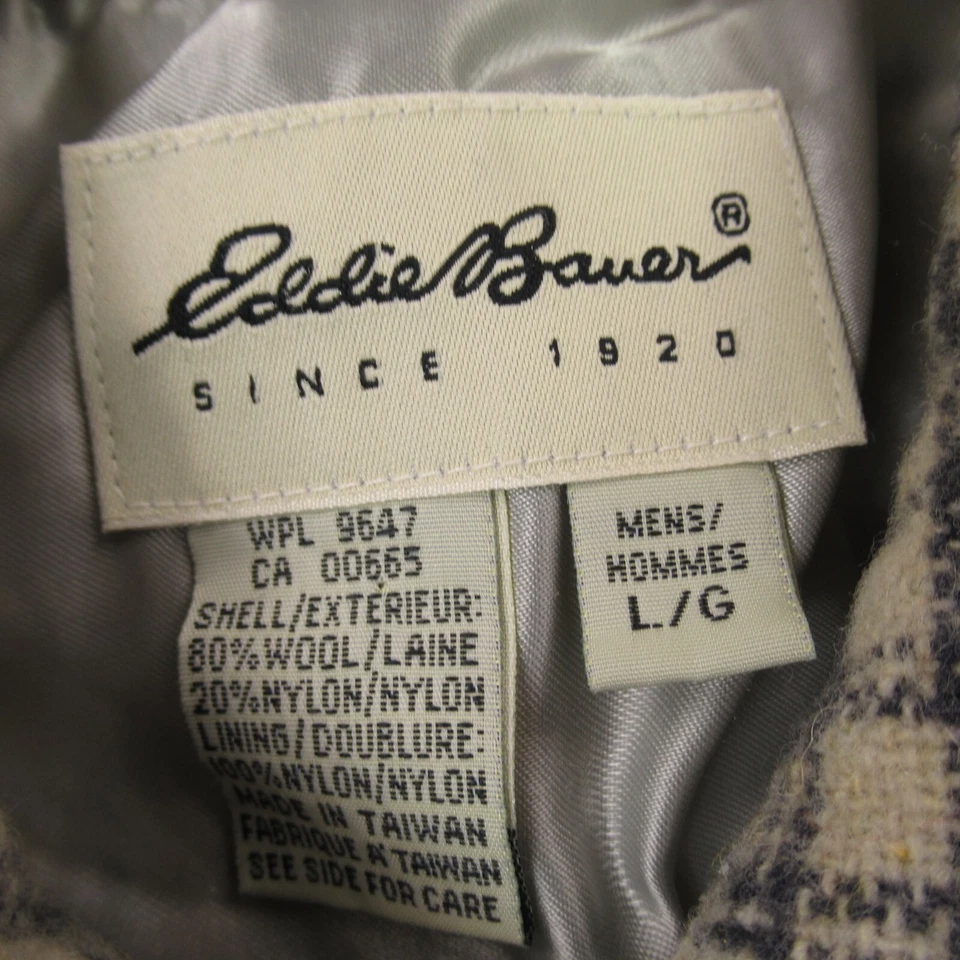 Eddie Bauer ®
SINCE 1920
WPL 9647
CA 00665
SHELL/EXTERIEUR:
80% WOOL/LAINE
20% NYLON/NYLON
LINING/DOUBLURE:
100% NYLON/NYLON
MADE IN TAIWAN
FABRIQUE A TAIWAN
SEE SIDE FOR CARE
MENS/
HOMMES
L/G